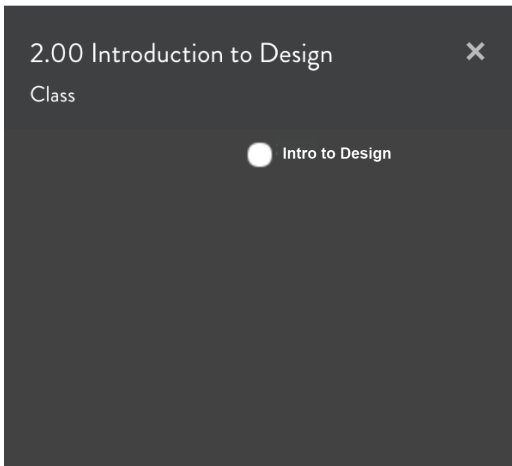 2.00 Introduction to Design
Class
Intro to Design